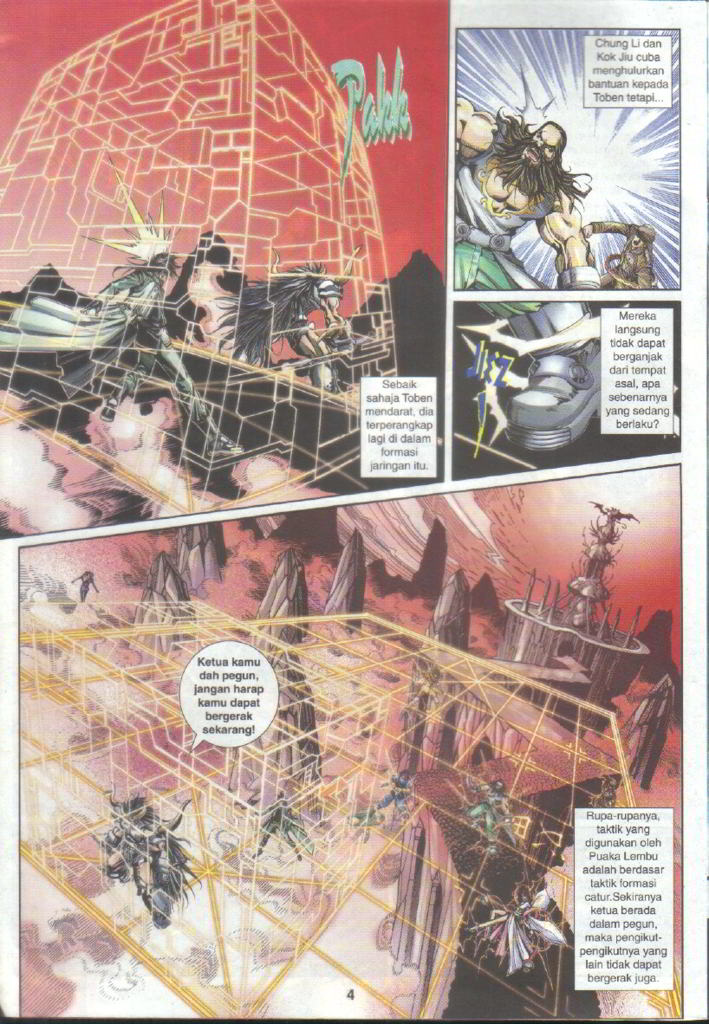 Pakk
Sebaik
sahaja Toben
mendarat, dia
terperangkap
lagi di dalam
formasi
jaringan itu.
Chung Li dan
Kok Jiu cuba
menghulurkan
bantuan kepada
Toben tetapi...
JIEZ
!
Mereka
langsung
tidak dapat
berganjak
dari tempat
asal, apa
sebenarnya
yang sedang
berlaku?
Ketua kamu
dah pegun,
jangan harap
kamu dapat
bergerak
sekarang!
Rupa-rupanya,
taktik yang
digunakan oleh
Puaka Lembu
adalah berdasar
taktik formasi
catur.Sekiranya
ketua berada
dalam pegun,
maka pengikut-
pengikutnya yang
lain tidak dapat
bergerak juga.
4